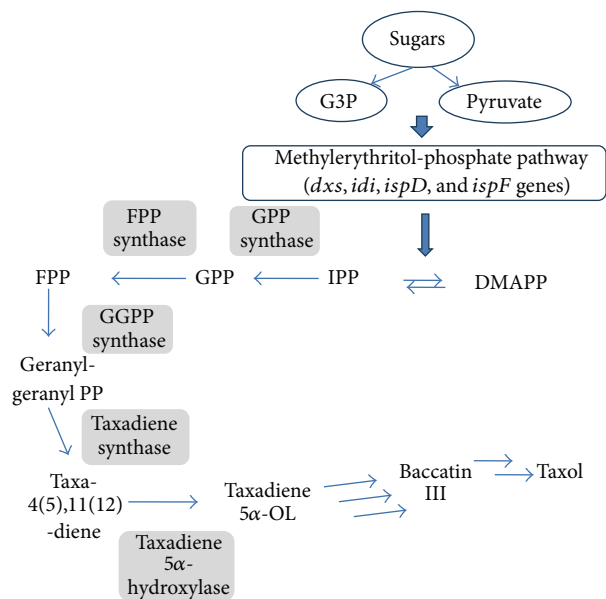 Sugars
G3P
Pyruvate
Methylerythritol-phosphate pathway
(dxs, idi, ispD, and ispF genes)
FPP
synthase
GPP
synthase
FPP
GPP
IPP
DMAPP
GGPP
synthase
Geranyl-
geranyl PP
Taxadiene
synthase
Taxa-
4(5),11(12)
-diene
Taxadiene
5α-OL
Baccatin
III
Taxol
Taxadiene
5α-
hydroxylase